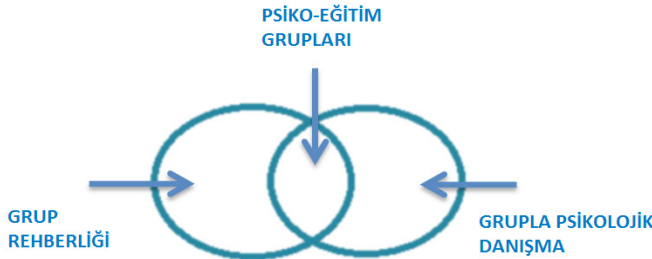 PSİKO-EĞİTİM
GRUPLARI
GRUP
REHBERLİĞİ
GRUPLA PSİKOLOJİK
DANIŞMA